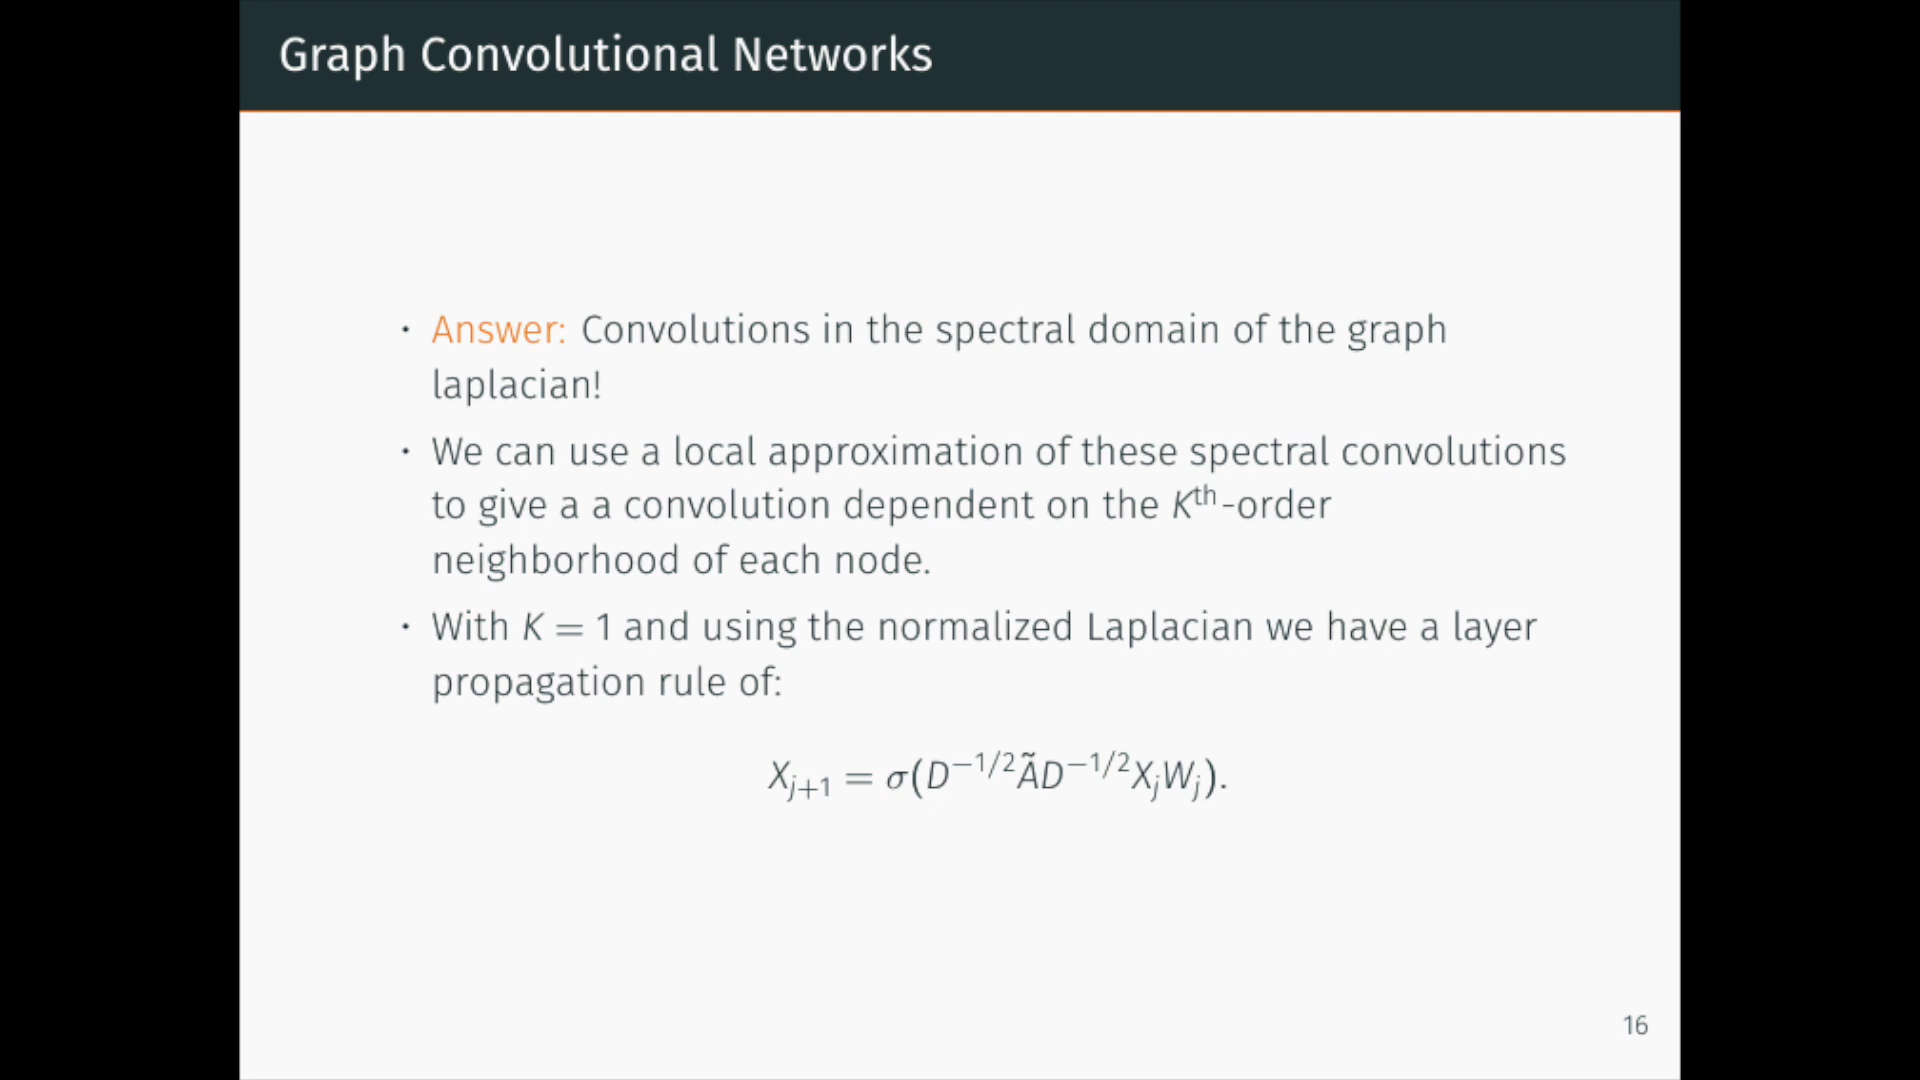 Graph Convolutional Networks
· Answer: Convolutions in the spectral domain of the graph
laplacian!
· We can use a local approximation of these spectral convolutions
to give a a convolution dependent on the Kᵗʰ-order
neighborhood of each node.
· With K = 1 and using the normalized Laplacian we have a layer
propagation rule of:
X_{j+1} = σ(D^{−1/2}ÃD^{−1/2}X_jW_j).
16